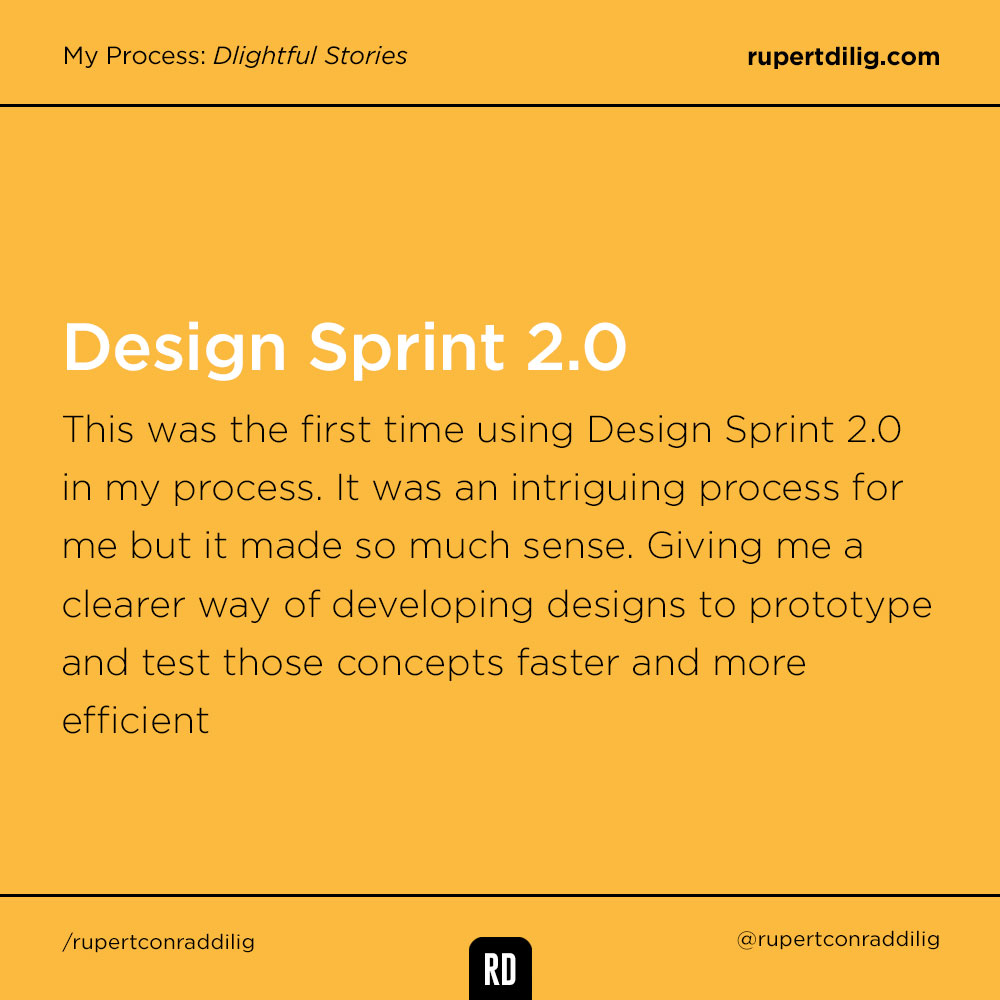 My Process: Dlightful Stories
rupertdilig.com
Design Sprint 2.0
This was the first time using Design Sprint 2.0
in my process. It was an intriguing process for
me but it made so much sense. Giving me a
clearer way of developing designs to prototype
and test those concepts faster and more
efficient
/rupertconraddilig
RD
@rupertconraddilig